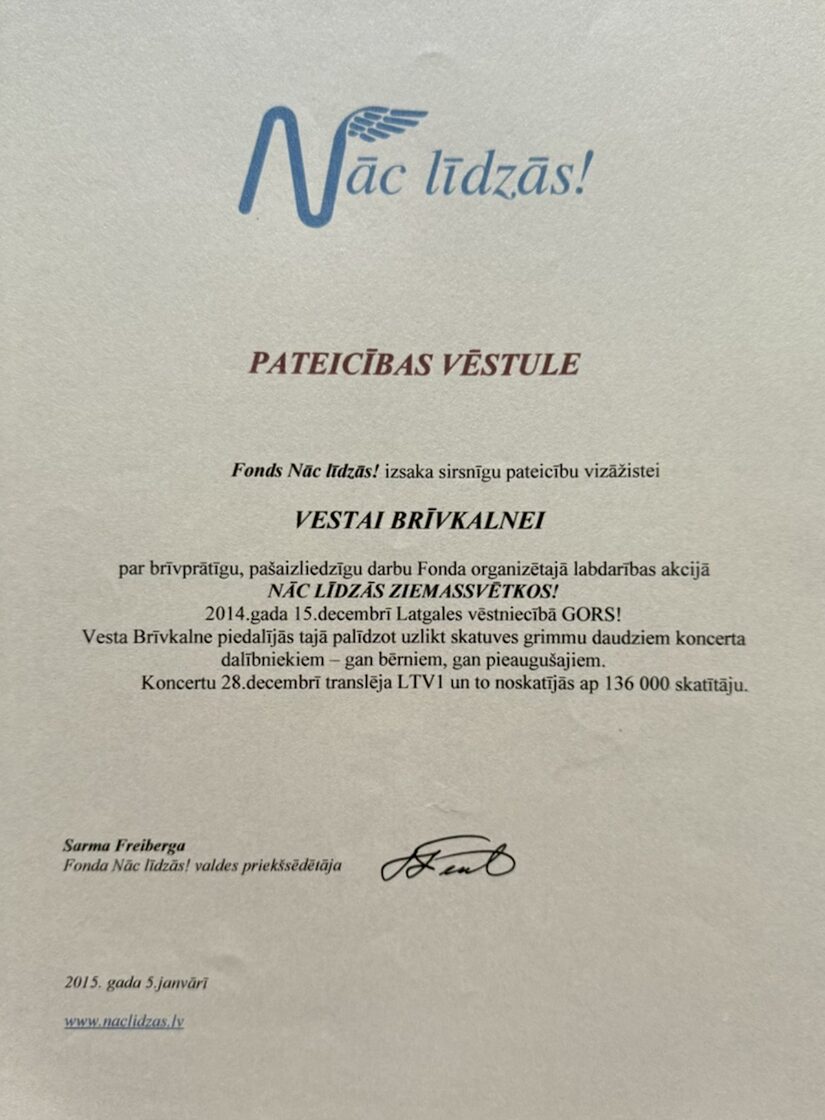 Nāc līdzās!
PATEICĪBAS VĒSTULE
Fonds Nāc līdzās! izsaka sirsnīgu pateicību vizāžistei
VESTAI BRĪVKALNEI
par brīvprātīgu, pašaizliedzīgu darbu Fonda organizētajā labdarības akcijā
NĀC LĪDZĀS ZIEMASSVĒTKOS!
2014.gada 15.decembrī Latgales vēstniecībā GORS!
Vesta Brīvkalne piedalījās tajā palīdzot uzlikt skatuves grimmu daudziem koncerta
dalībniekiem – gan bērniem, gan pieaugušajiem.
Koncertu 28.decembrī translēja LTV1 un to noskatījās ap 136 000 skatītāju.
Sarma Freiberga
Fonda Nāc līdzās! valdes priekšsēdētāja
2015. gada 5.janvārī
www.naclidzas.lv